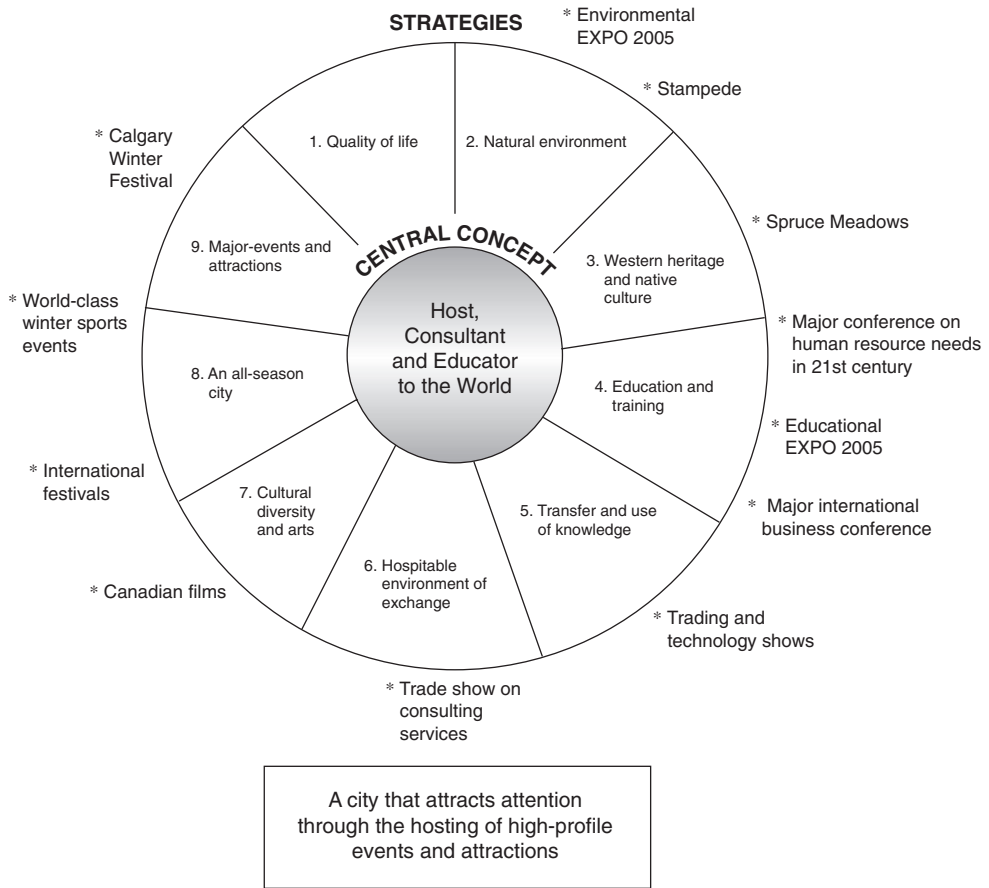 STRATEGIES
* Environmental
EXPO 2005
* Stampede
* Calgary
Winter
Festival
1. Quality of life
2. Natural environment
* Spruce Meadows
9. Major-events and
attractions
CENTRAL CONCEPT
3. Western heritage
and native
culture
* World-class
winter sports
events
Host,
Consultant
and Educator
to the World
* Major conference on
human resource needs
in 21st century
8. An all-season
city
4. Education and
training
* Educational
EXPO 2005
* International
festivals
7. Cultural
diversity
and arts
5. Transfer and use
of knowledge
* Major international
business conference
6. Hospitable
environment of
exchange
* Canadian films
* Trading and
technology shows
* Trade show on
consulting
services
A city that attracts attention
through the hosting of high-profile
events and attractions